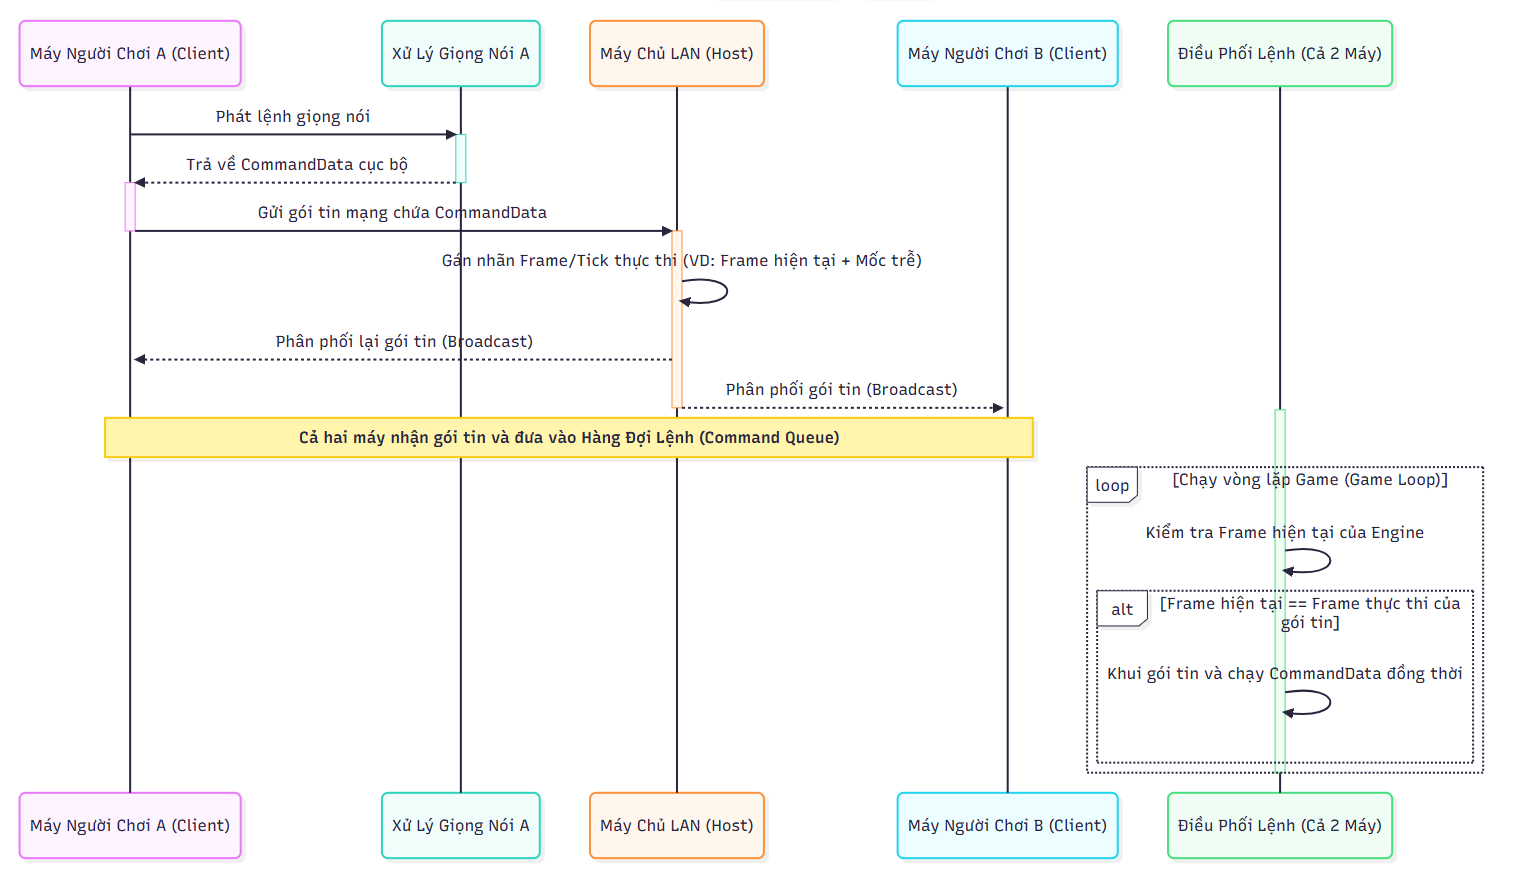 Máy Người Chơi A (Client)
Xử Lý Giọng Nói A
Máy Chủ LAN (Host)
Máy Người Chơi B (Client)
Điều Phối Lệnh (Cả 2 Máy)
Phát lệnh giọng nói
Trả về CommandData cục bộ
Gửi gói tin mạng chứa CommandData
Gán nhãn Frame/Tick thực thi (VD: Frame hiện tại + Mốc trễ)
Phân phối lại gói tin (Broadcast)
Phân phối gói tin (Broadcast)
Cả hai máy nhận gói tin và đưa vào Hàng Đợi Lệnh (Command Queue)
loop
[Chạy vòng lặp Game (Game Loop)]
Kiểm tra Frame hiện tại của Engine
alt
[Frame hiện tại == Frame thực thi của
gói tin]
Khui gói tin và chạy CommandData đồng thời
Máy Người Chơi A (Client)
Xử Lý Giọng Nói A
Máy Chủ LAN (Host)
Máy Người Chơi B (Client)
Điều Phối Lệnh (Cả 2 Máy)